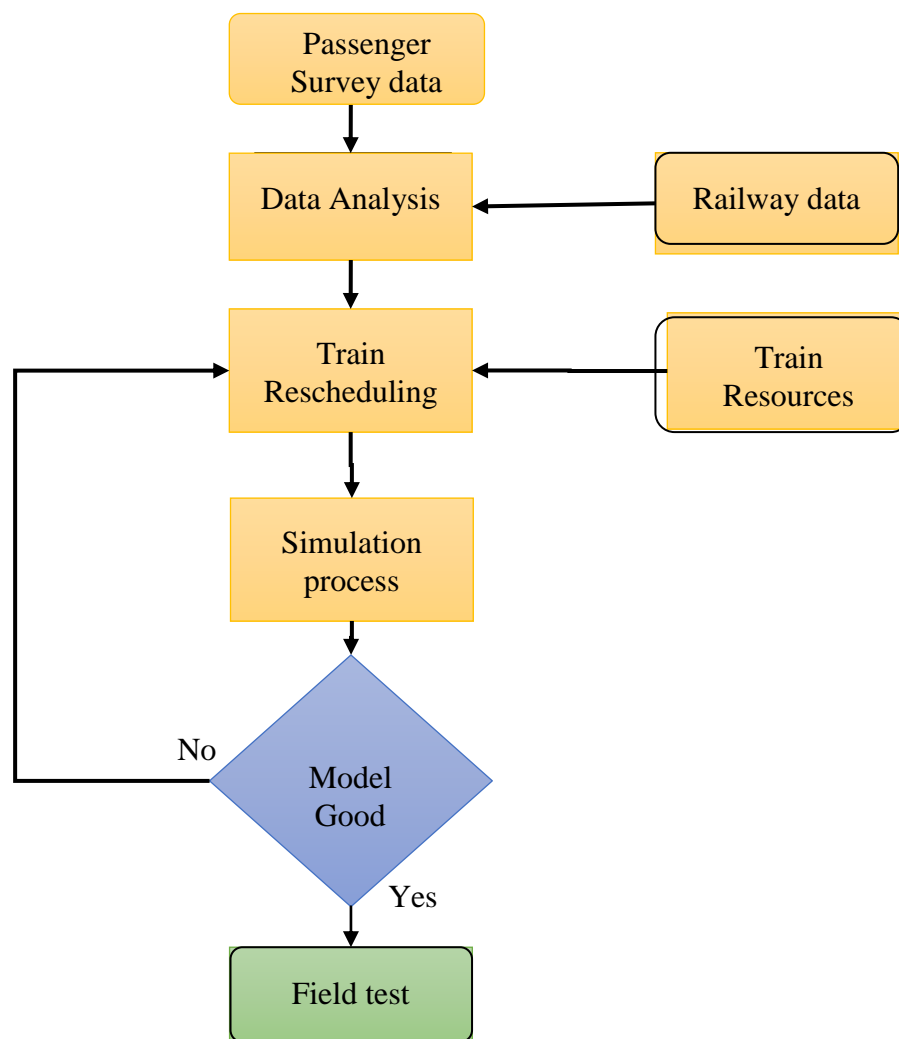 Passenger
Survey data
Data Analysis
Railway data
Train
Rescheduling
Train
Resources
Simulation
process
No
Model
Good
Yes
Field test